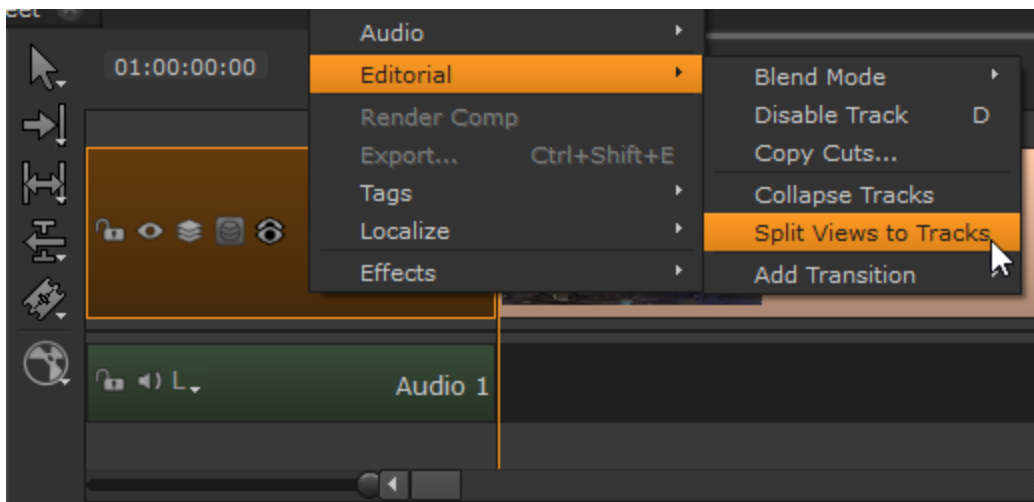 Audio
01:00:00:00
Editorial
Blend Mode
Disable Track D
Render Comp
Export... Ctrl+Shift+E
Copy Cuts...
Tags
Collapse Tracks
Localize
Split Views to Tracks
Effects
Add Transition
L
Audio 1